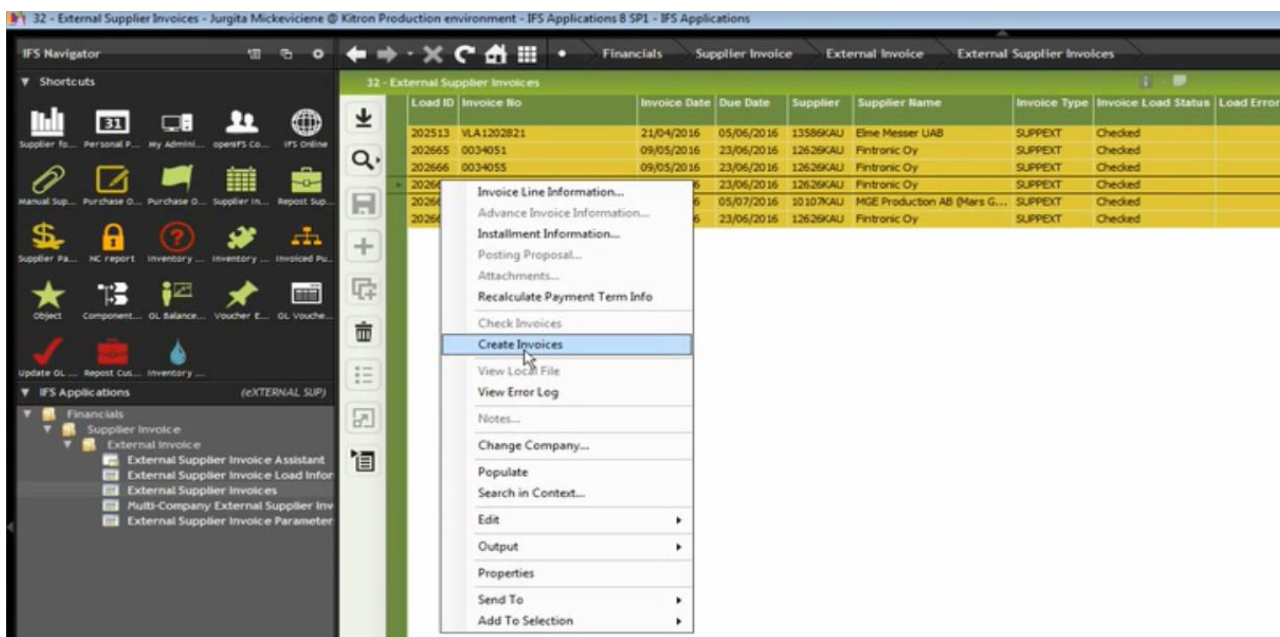 32 - External Supplier Invoices - Jurgita Mickeviciene @ Kitron Production environment - IFS Applications 8 SP1 - IFS Applications
IFS Navigator
Financials Supplier Invoice External Invoice External Supplier Invoices
Shortcuts
31
Supplier fo... Personal P... My Admini... openIFS Co... IFS Online
Manual Sup... Purchase O... Purchase O... Supplier In... Repost Sup...
Supplier Pa... NC report Inventory ... Inventory ... Invoiced Pu...
Object Component... GL Balance... Voucher E... GL Vouche...
Update GL ... Repost Cus... Inventory ...
IFS Applications (eXTERNAL SUP)
Financials
Supplier Invoice
External Invoice
External Supplier Invoice Assistant
External Supplier Invoice Load Infor
External Supplier Invoices
Multi-Company External Supplier Inv
External Supplier Invoice Parameter
32 - External Supplier Invoices
Load ID Invoice No Invoice Date Due Date Supplier Supplier Name Invoice Type Invoice Load Status Load Error
202513 VLA1202821 21/04/2016 05/06/2016 13586KAU Elme Messer UAB SUPPEXT Checked
202665 0034051 09/05/2016 23/06/2016 12626KAU Fintronic Oy SUPPEXT Checked
202666 0034055 09/05/2016 23/06/2016 12626KAU Fintronic Oy SUPPEXT Checked
2026 6 23/06/2016 12626KAU Fintronic Oy SUPPEXT Checked
2026 6 05/07/2016 10107KAU MGE Production AB (Mars G... SUPPEXT Checked
2026 6 23/06/2016 12626KAU Fintronic Oy SUPPEXT Checked
Invoice Line Information...
Advance Invoice Information...
Installment Information...
Posting Proposal...
Attachments...
Recalculate Payment Term Info
Check Invoices
Create Invoices
View Local File
View Error Log
Notes...
Change Company...
Populate
Search in Context...
Edit
Output
Properties
Send To
Add To Selection